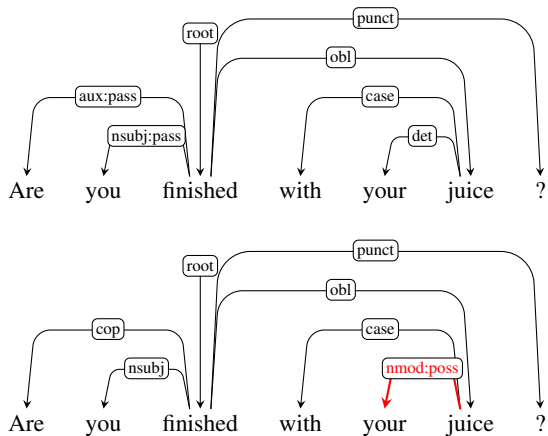 punct
root
obl
aux:pass case
nsubj:pass det
Are you finished with your juice ?
punct
root
obl
cop case
nsubj nmod:poss
Are you finished with your juice ?